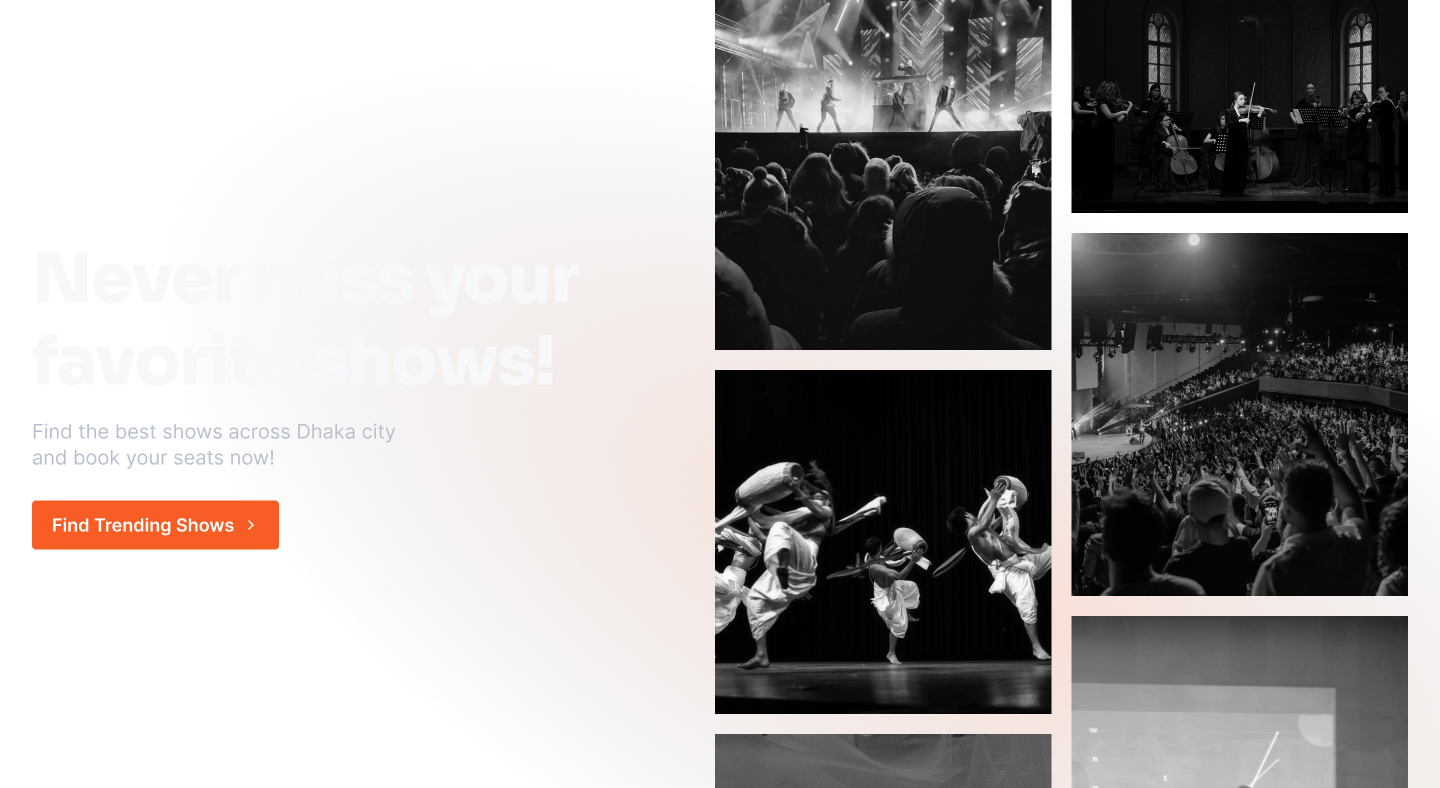 Never miss your
favorite shows!
Find the best shows across Dhaka city
and book your seats now!
Find Trending Shows